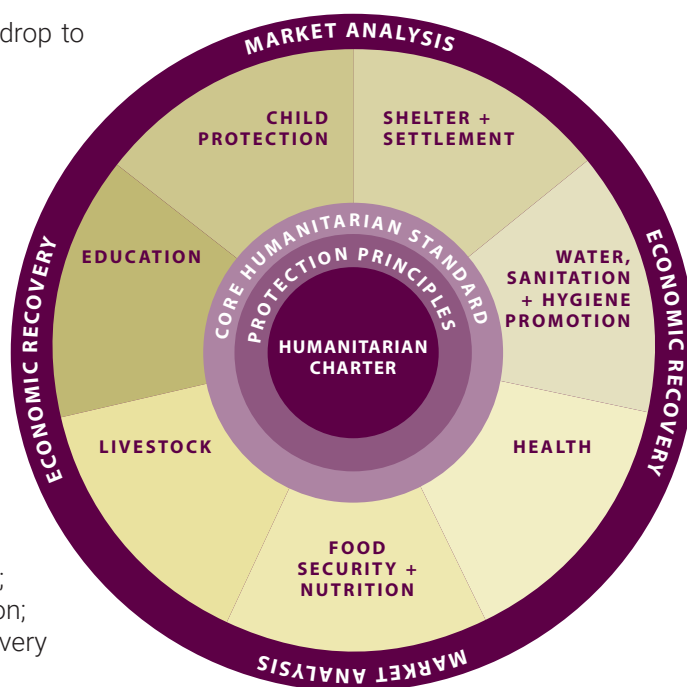 drop to
MARKET ANALYSIS
CHILD
PROTECTION
SHELTER +
SETTLEMENT
EDUCATION
WATER,
SANITATION
+ HYGIENE
PROMOTION
ECONOMIC RECOVERY
ECONOMIC RECOVERY
CORE HUMANITARIAN STANDARD
PROTECTION PRINCIPLES
HUMANITARIAN
CHARTER
LIVESTOCK
HEALTH
FOOD
SECURITY +
NUTRITION
MARKET ANALYSIS
;
on;
very